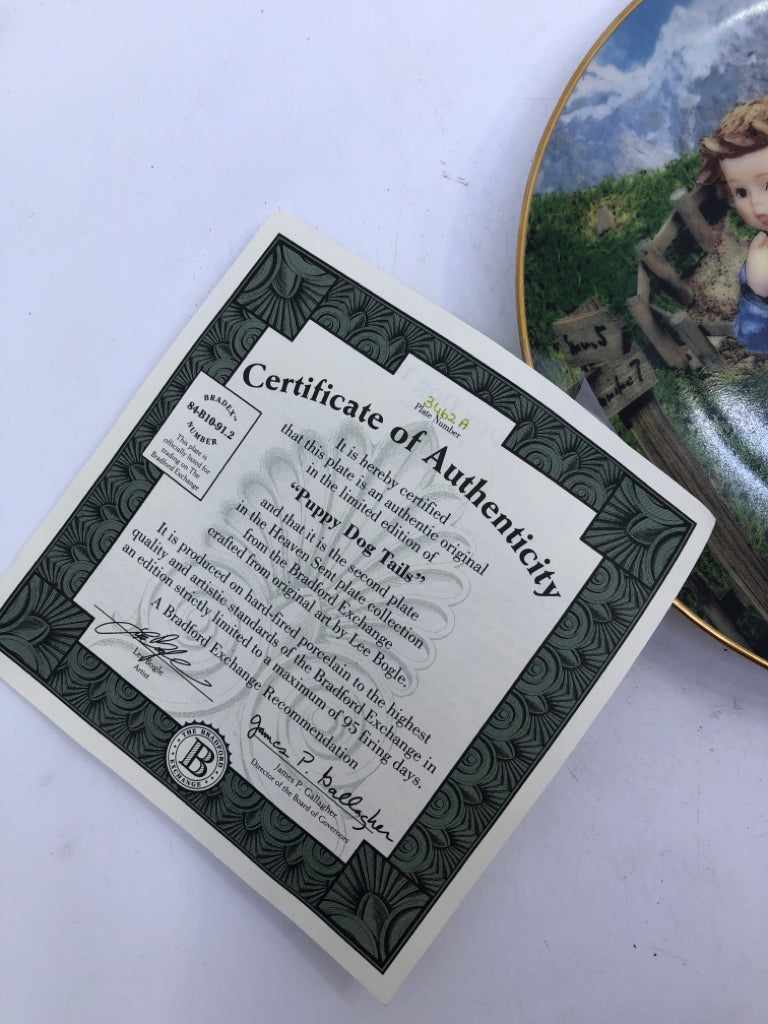 3462 A
Plate Number
Certificate of Authenticity
BRADEX
NUMBER
84-B10-91.2
This plate is
officially listed for
trading on The
Bradford Exchange
It is hereby certified
that this plate is an authentic original
in the limited edition of
“Puppy Dog Tails”
and that it is the second plate
in the Heaven Sent plate collection
from the Bradford Exchange
crafted from original art by Lee Bogle.
It is produced on hard-fired porcelain to the highest
quality and artistic standards of the Bradford Exchange in
an edition strictly limited to a maximum of 95 firing days.
A Bradford Exchange Recommendation
Lee Bogle
Artist
THE BRADFORD
B
EXCHANGE
James P. Gallagher
James P. Gallagher
Director of the Board of Governors